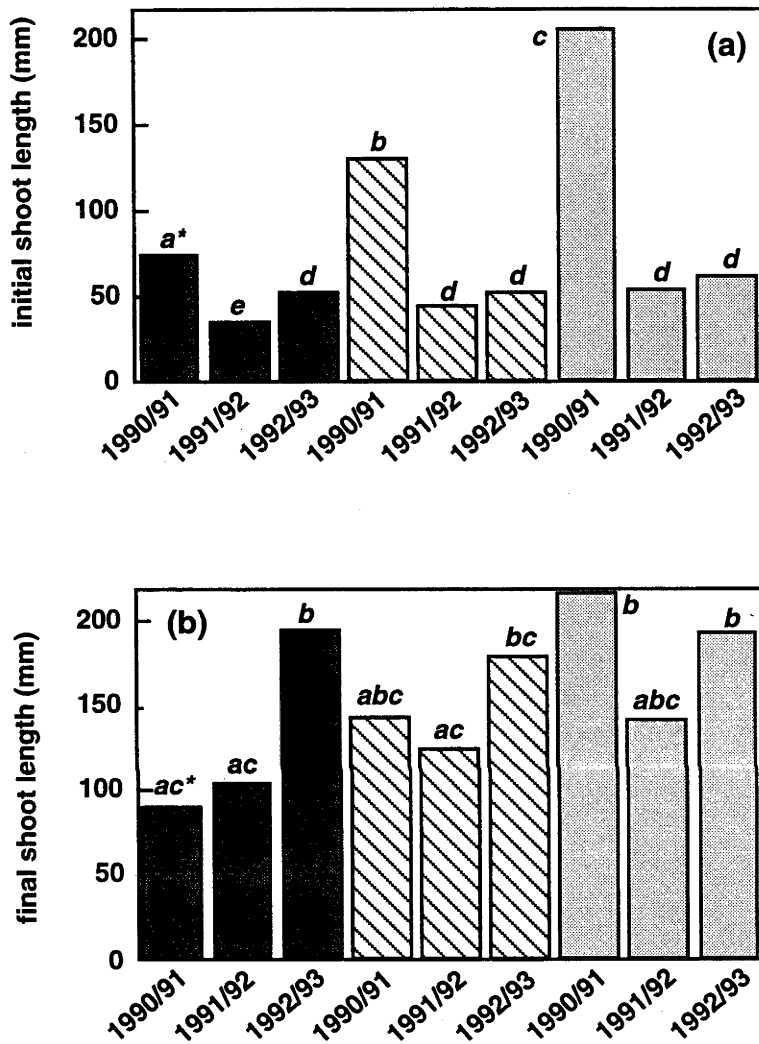 initial shoot length (mm)
200
150
100
50
0
(a)
a*
e
d
b
d
d
c
d
d
1990/91
1991/92
1992/93
1990/91
1991/92
1992/93
1990/91
1991/92
1992/93
final shoot length (mm)
200
150
100
50
0
(b)
ac*
ac
b
abc
ac
bc
b
abc
b
1990/91
1991/92
1992/93
1990/91
1991/92
1992/93
1990/91
1991/92
1992/93